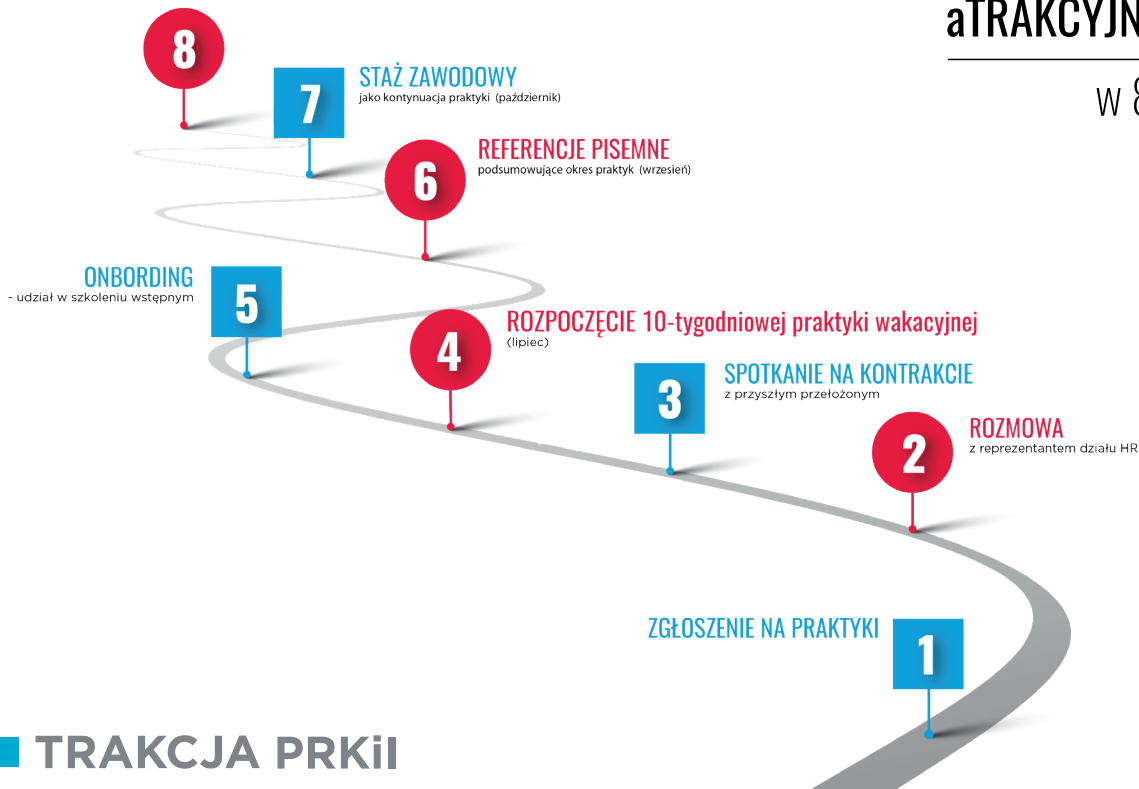 aTRAKCYJN
W
8
7
STAŻ ZAWODOWY
jako kontynuacja praktyki (październik)
6
REFERENCJE PISEMNE
podsumowujące okres praktyk (wrzesień)
ONBORDING
- udział w szkoleniu wstępnym
5
4
ROZPOCZĘCIE 10-tygodniowej praktyki wakacyjnej
(lipiec)
3
SPOTKANIE NA KONTRAKCIE
z przyszłym przełożonym
2
ROZMOWA
z reprezentantem działu HR
ZGŁOSZENIE NA PRAKTYKI
1
TRAKCJA PRKiI